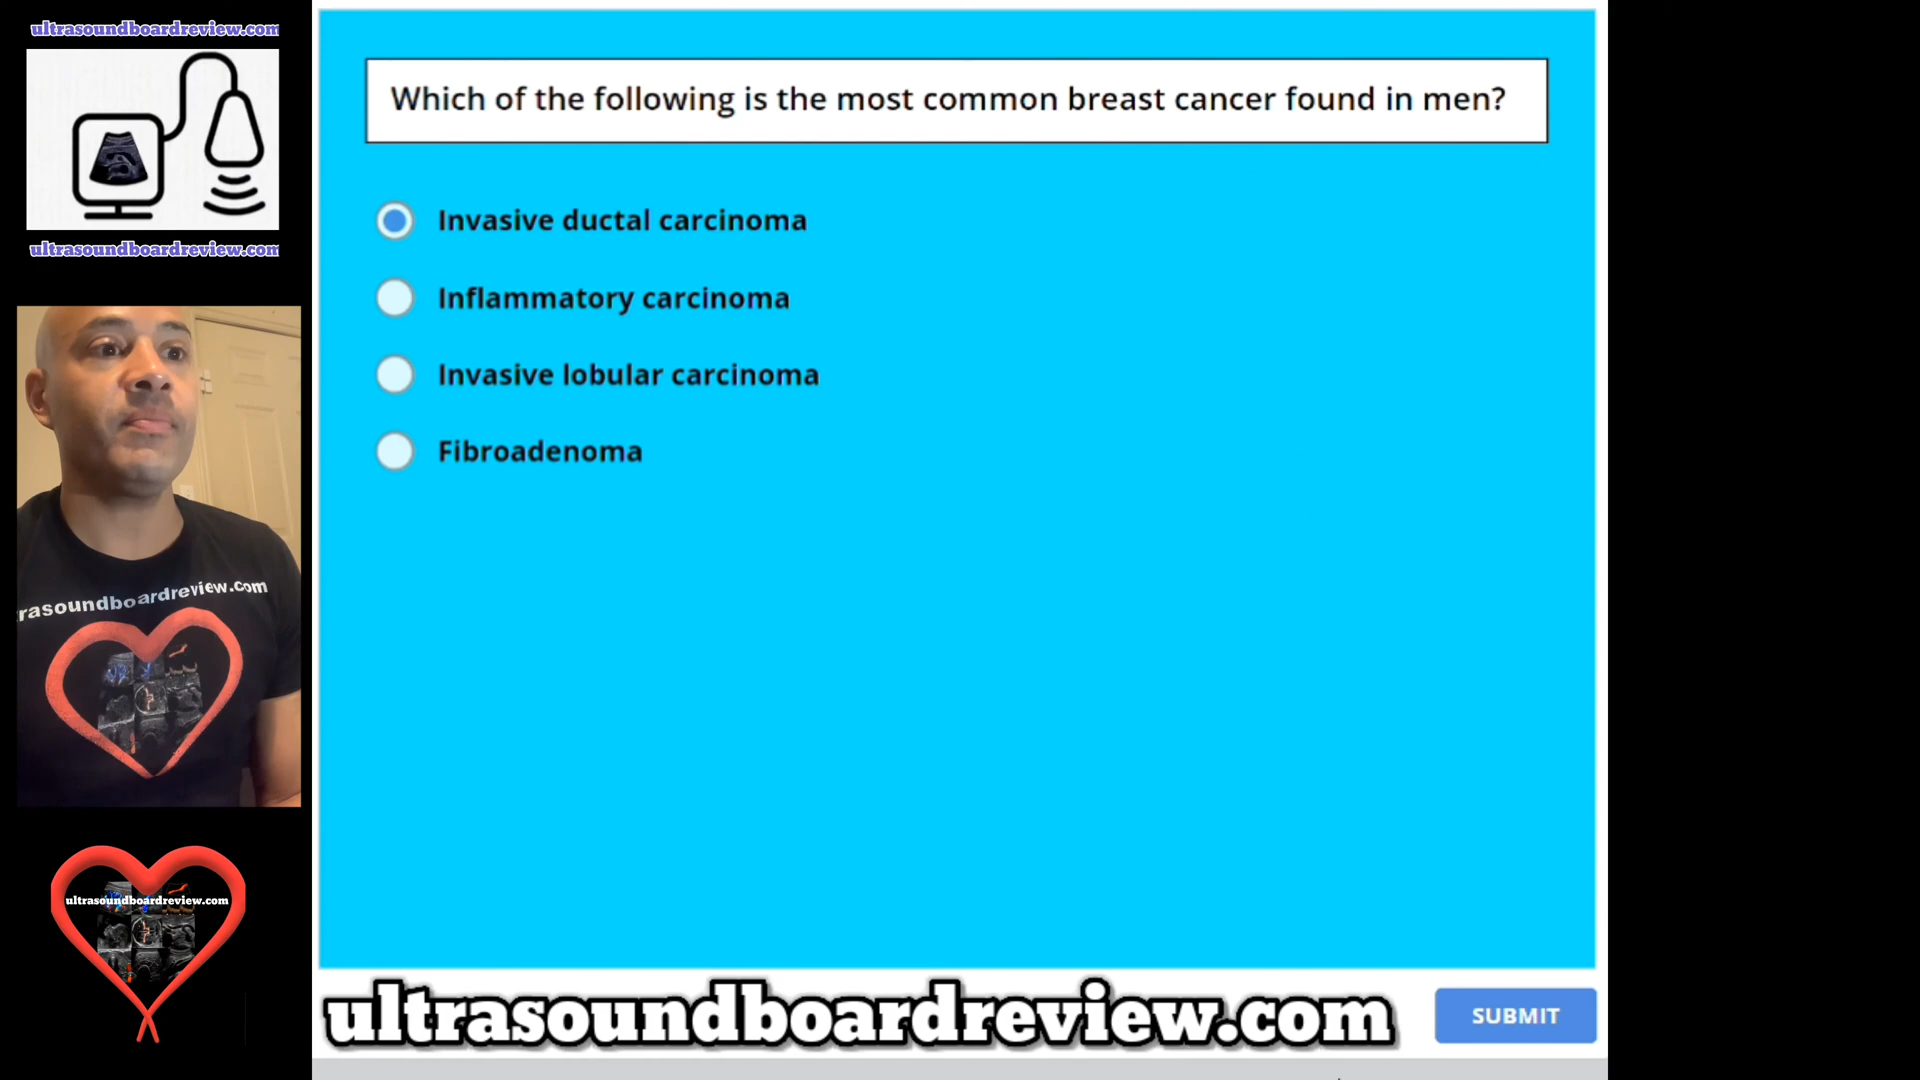 ultrasoundboardreview.com
ultrasoundboardreview.com
rasoundboardreview.com
ultrasoundboardreview.com
Which of the following is the most common breast cancer found in men?
Invasive ductal carcinoma
Inflammatory carcinoma
Invasive lobular carcinoma
Fibroadenoma
ultrasoundboardreview.com
SUBMIT